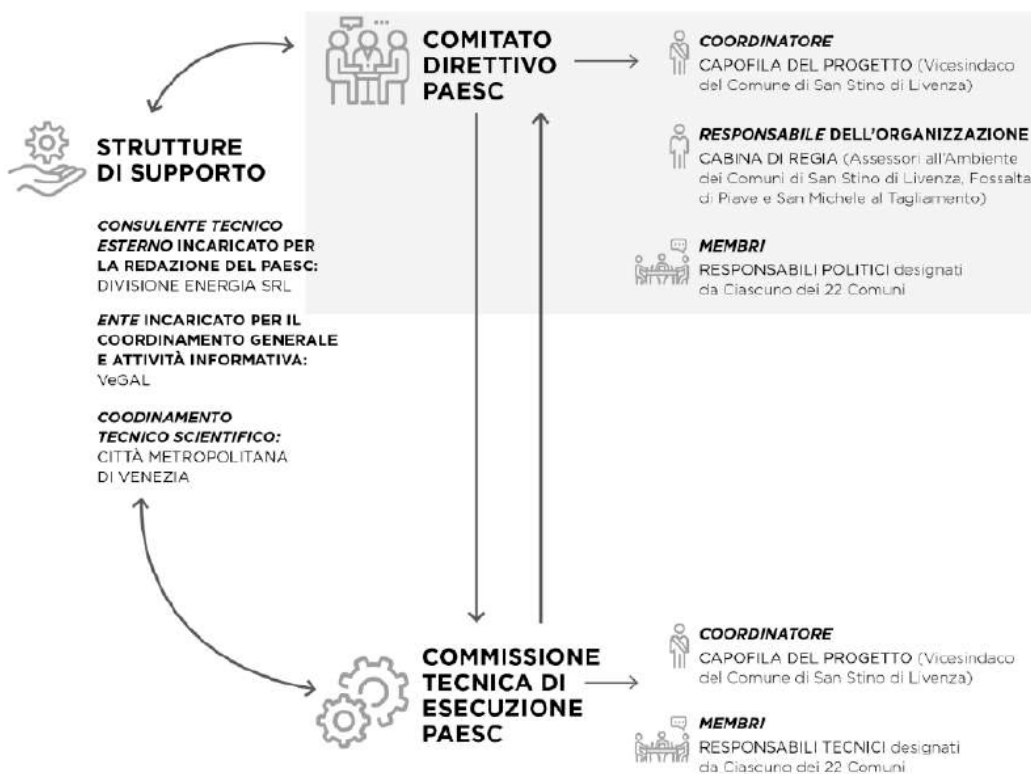 COMITATO
DIRETTIVO
PAESC
COORDINATORE
CAPOFILA DEL PROGETTO (Vicesindaco
del Comune di San Stino di Livenza)
RESPONSABILE DELL'ORGANIZZAZIONE
CABINA DI REGIA (Assessori all'Ambiente
dei Comuni di San Stino di Livenza, Fossalta
di Piave e San Michele al Tagliamento)
MEMBRI
RESPONSABILI POLITICI designati
da Ciascuno dei 22 Comuni
STRUTTURE
DI SUPPORTO
CONSULENTE TECNICO
ESTERNO INCARICATO PER
LA REDAZIONE DEL PAESC:
DIVISIONE ENERGIA SRL
ENTE INCARICATO PER IL
COORDINAMENTO GENERALE
E ATTIVITÀ INFORMATIVA:
VeGAL
COODINAMENTO
TECNICO SCIENTIFICO:
CITTÀ METROPOLITANA
DI VENEZIA
COMMISSIONE
TECNICA DI
ESECUZIONE
PAESC
COORDINATORE
CAPOFILA DEL PROGETTO (Vicesindaco
del Comune di San Stino di Livenza)
MEMBRI
RESPONSABILI TECNICI designati
da Ciascuno dei 22 Comuni